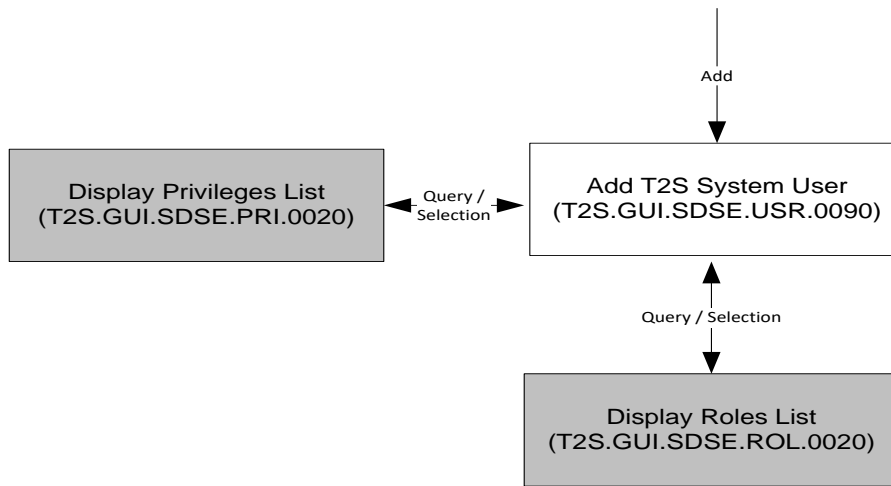 Add
Display Privileges List
(T2S.GUI.SDSE.PRI.0020)
Query /
Selection
Add T2S System User
(T2S.GUI.SDSE.USR.0090)
Query / Selection
Display Roles List
(T2S.GUI.SDSE.ROL.0020)